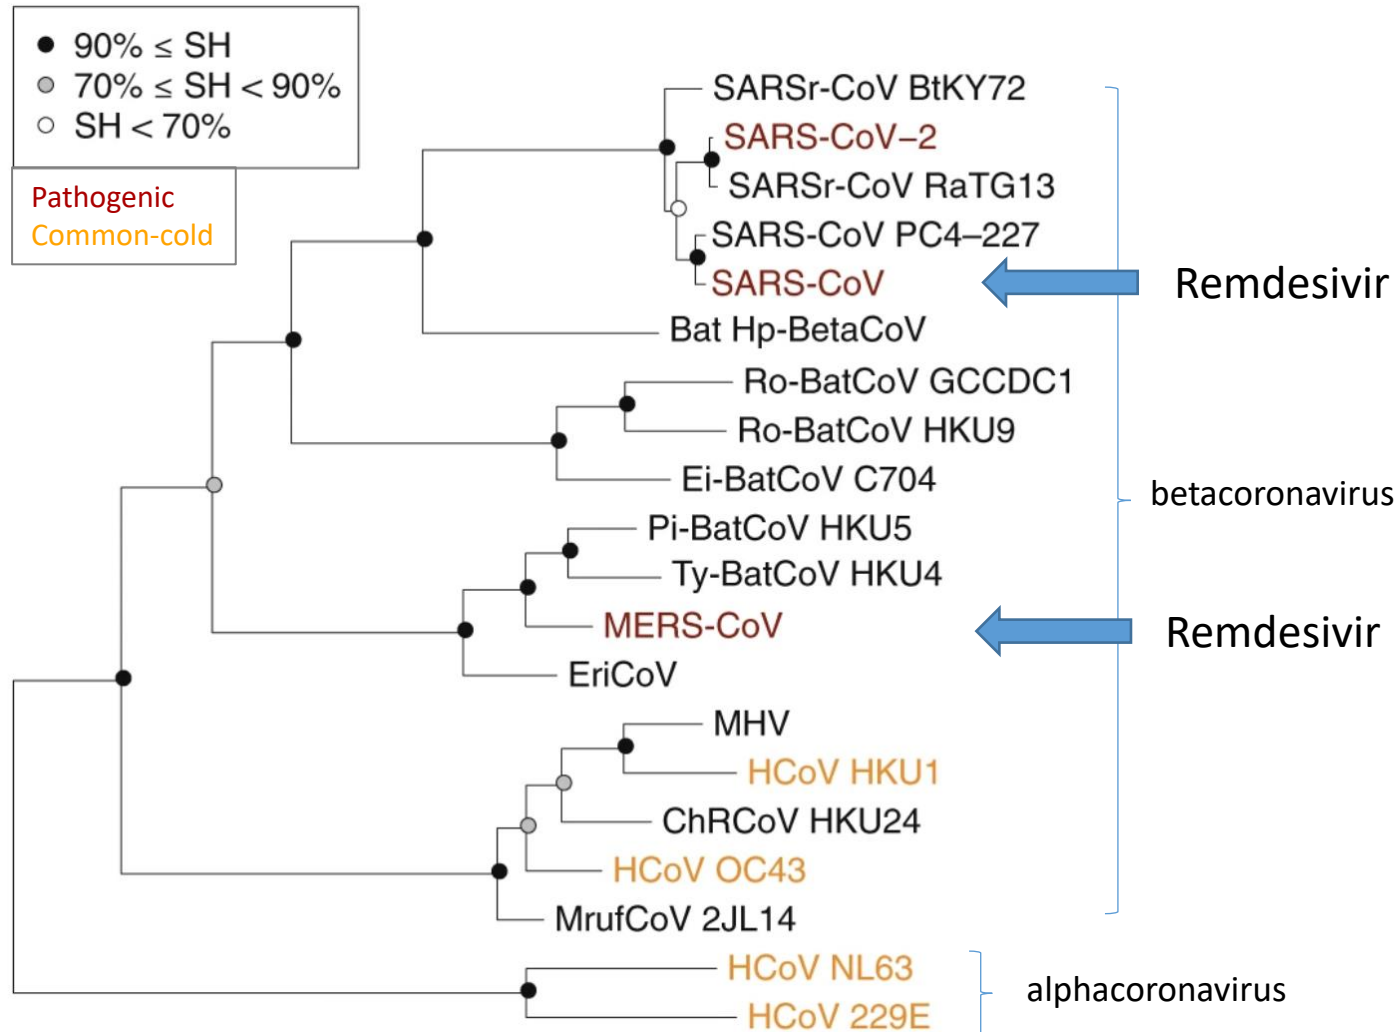 90% ≤ SH
70% ≤ SH < 90%
SH < 70%
Pathogenic
Common-cold
SARSr-CoV BtKY72
SARS-CoV−2
SARSr-CoV RaTG13
SARS-CoV PC4−227
SARS-CoV
Remdesivir
Bat Hp-BetaCoV
Ro-BatCoV GCCDC1
Ro-BatCoV HKU9
Ei-BatCoV C704
betacoronavirus
Pi-BatCoV HKU5
Ty-BatCoV HKU4
MERS-CoV
Remdesivir
EriCoV
MHV
HCoV HKU1
ChRCoV HKU24
HCoV OC43
MrufCoV 2JL14
HCoV NL63
alphacoronavirus
HCoV 229E